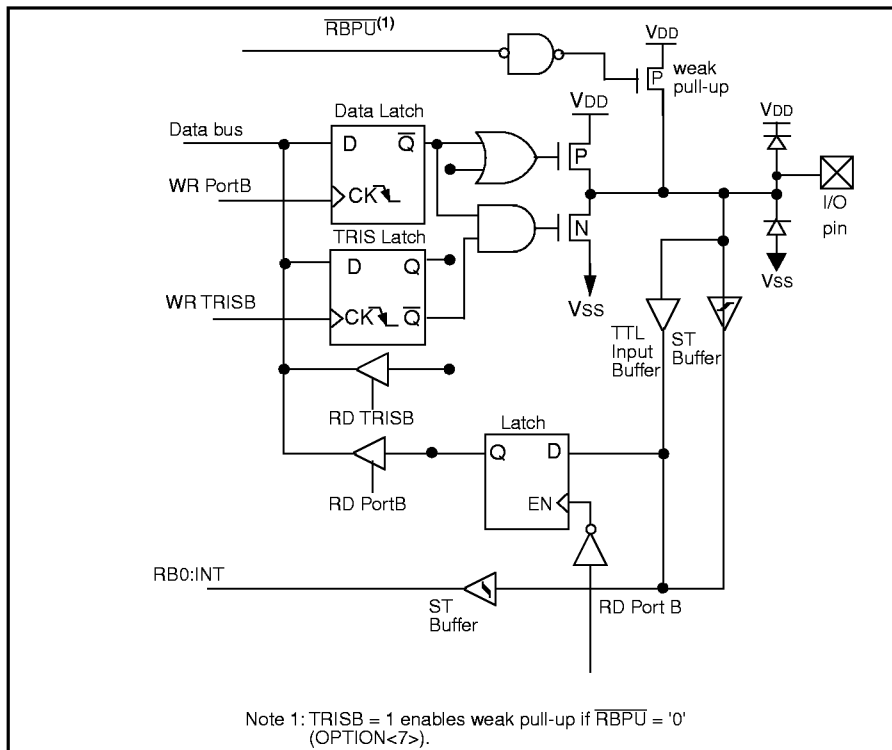 RBPU(1)
VDD
P
weak
pull-up
Data Latch
VDD
VDD
Data bus
D
Q
P
WR PortB
CK
I/O
pin
TRIS Latch
N
D
Q
VSS
VSS
WR TRISB
CK
Q
TTL
Input
Buffer
ST
Buffer
RD TRISB
Latch
Q
D
RD PortB
EN
RB0:INT
ST
Buffer
RD Port B
Note 1: TRISB = 1 enables weak pull-up if RBPU = '0'
(OPTION<7>).